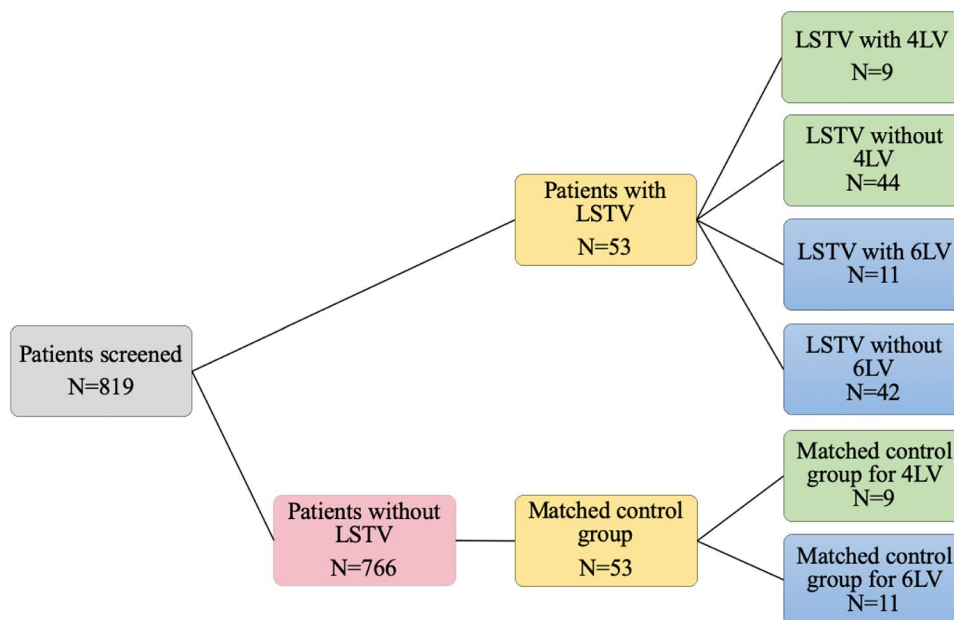 LSTV with 4LV
N=9
LSTV without
4LV
N=44
Patients with
LSTV
N=53
LSTV with 6LV
N=11
Patients screened
N=819
LSTV without
6LV
N=42
Matched control
group for 4LV
N=9
Patients without
LSTV
N=766
Matched control
group
N=53
Matched control
group for 6LV
N=11